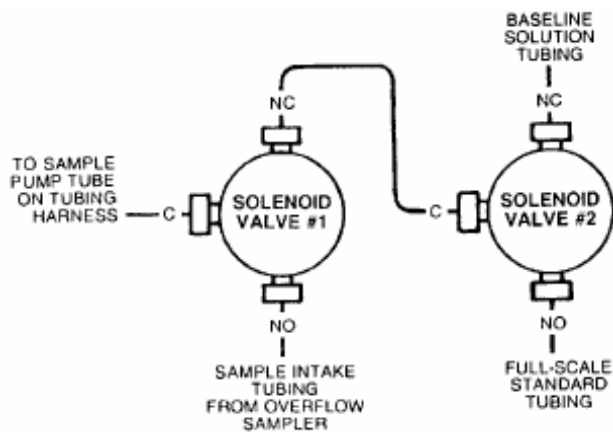 BASELINE
SOLUTION
TUBING
NC
NC
TO SAMPLE
PUMP TUBE
ON TUBING
HARNESS
C
SOLENOID
VALVE #1
C
SOLENOID
VALVE #2
NO
NO
SAMPLE INTAKE
TUBING
FROM OVERFLOW
SAMPLER
FULL-SCALE
STANDARD
TUBING